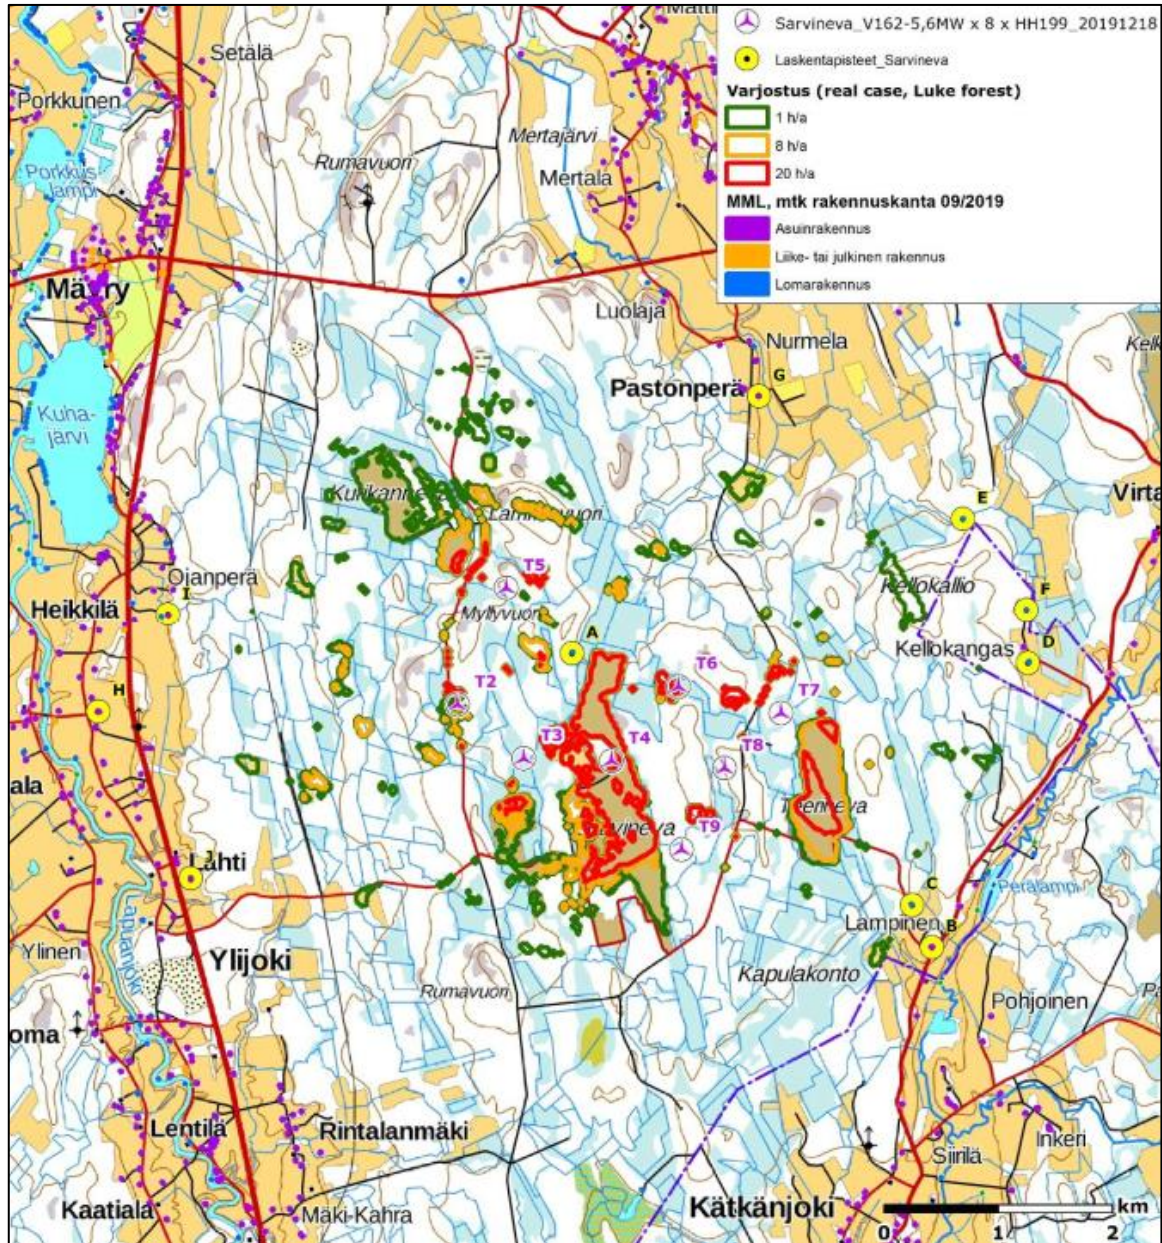 Sarvineva_V162-5,6MW x 8 x HH199_20191218
Laskentapisteet_Sarvineva
Varjostus (real case, Luke forest)
1 h/a
8 h/a
20 h/a
MML, mtk rakennuskanta 09/2019
Asuinrakennus
Liike- tai julkinen rakennus
Lomarakennus
Setälä
Porkkunen
Mertajärvi
Rumavuori
Porkkus
lampi
Mertala
Mäyry
Luolaja
Nurmela
G
Pastonperä
Kuha-
järvi
Virta
E
T5
Ojanperä
I
Heikkilä
Myllyvuori
Kellokallio
F
A
D
Kellokangas
T6
T2
T7
H
T3
T4
T8
ala
Teerineva
T9
Lahti
Perälampi
C
Lampinen
B
Ylinen
Ylijoki
Kapulakonto
Rumavuori
Pohjoinen
oma
Lentilä
Rintalanmäki
Inkeri
Siirilä
Kaatiala
Mäki-Kahra
Kätkänjoki
km
0 1 2